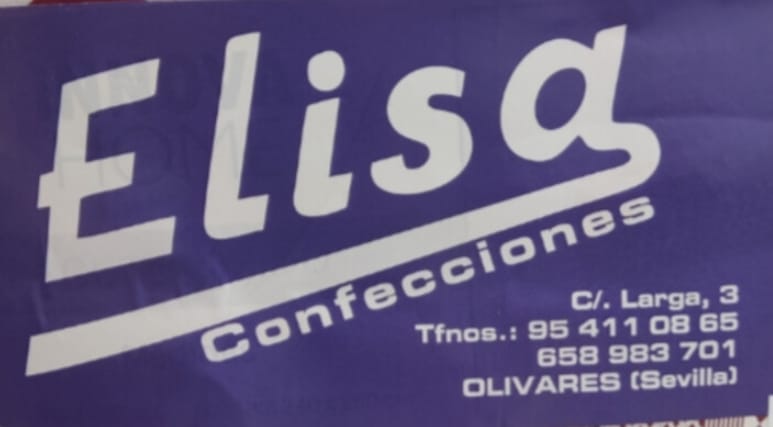 Elisa
Confecciones
C/. Larga, 3
Tfnos.: 95 411 08 65
658 983 701
OLIVARES (Sevilla)